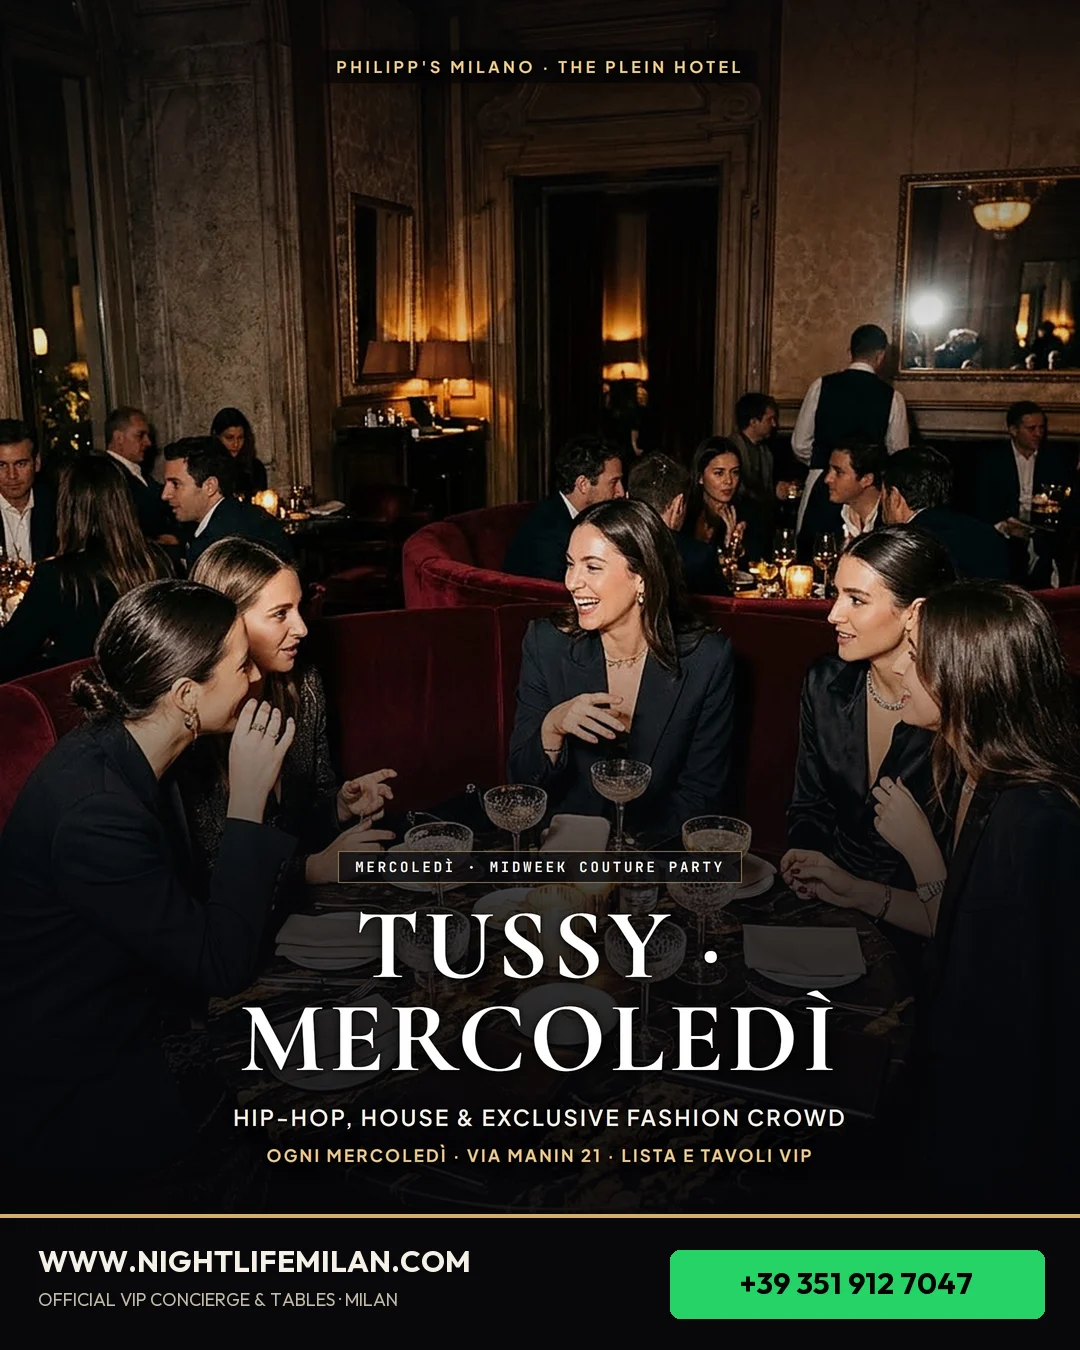 PHILIPP'S MILANO · THE PLEIN HOTEL
MERCOLEDÌ · MIDWEEK COUTURE PARTY
TUSSY ·
MERCOLEDÌ
HIP-HOP, HOUSE & EXCLUSIVE FASHION CROWD
OGNI MERCOLEDÌ · VIA MANIN 21 · LISTA E TAVOLI VIP
WWW.NIGHTLIFEMILAN.COM
OFFICIAL VIP CONCIERGE & TABLES · MILAN
+39 351 912 7047